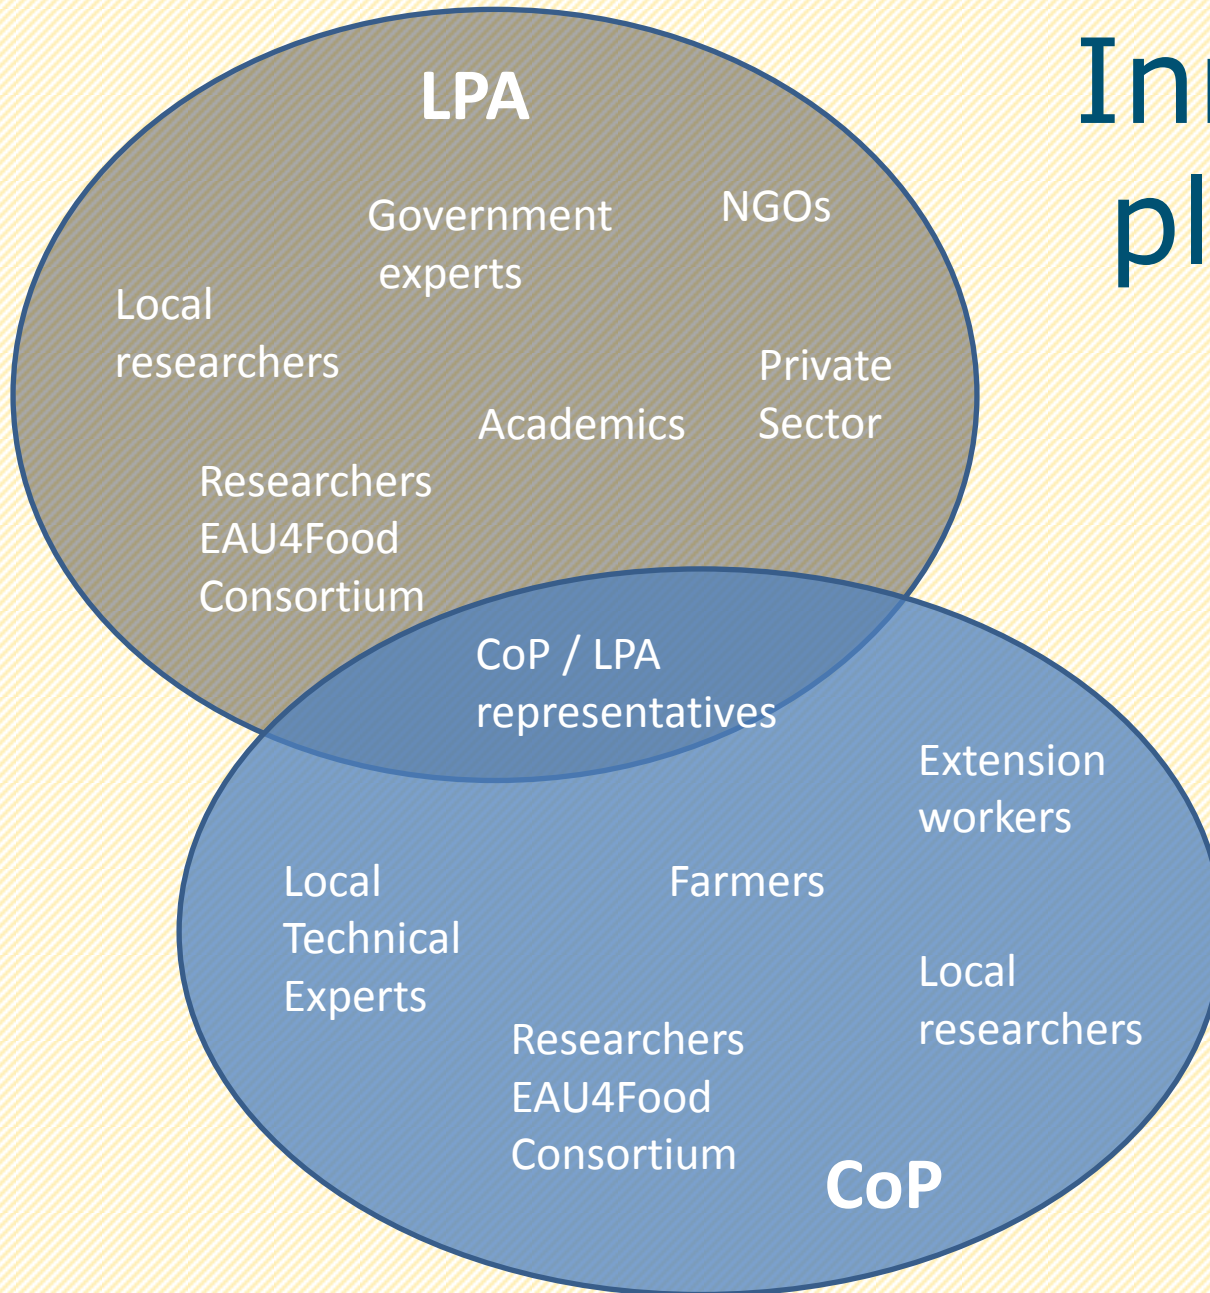 LPA
Government
experts
NGOs
Local
researchers
Private
Sector
Academics
Researchers
EAU4Food
Consortium
CoP / LPA
representatives
Extension
workers
Local
Technical
Experts
Farmers
Local
researchers
Researchers
EAU4Food
Consortium
CoP